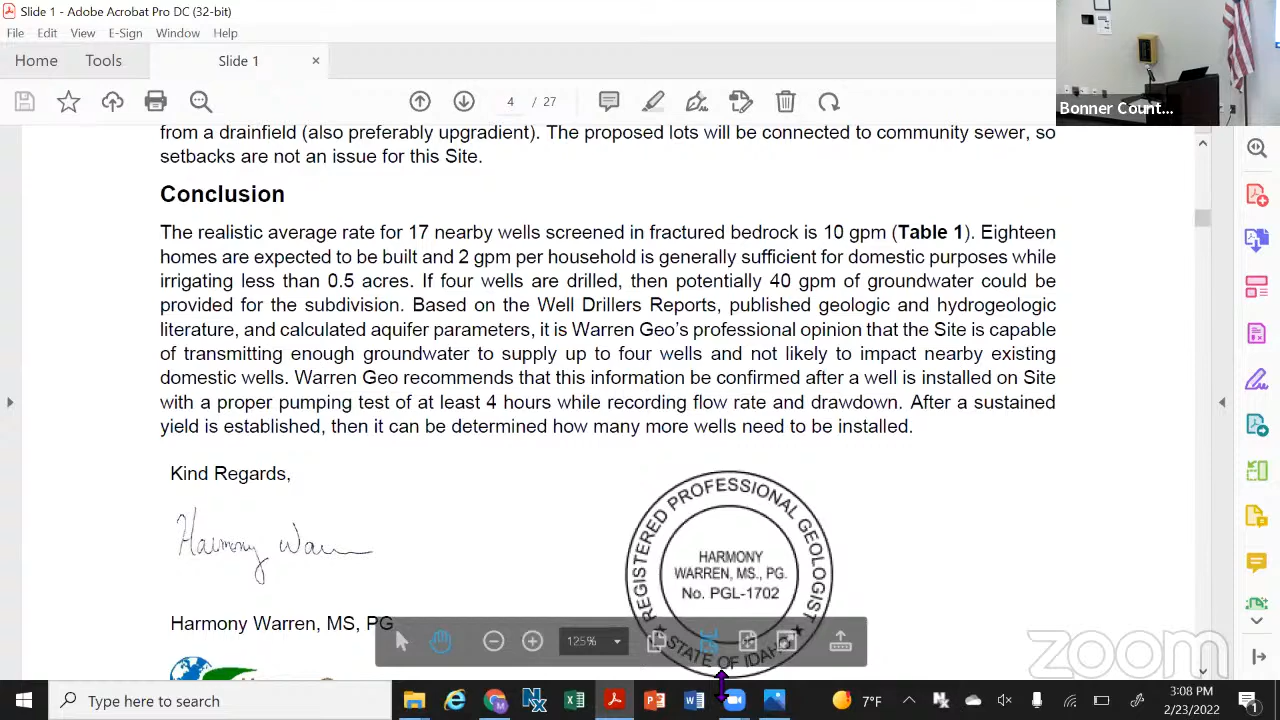 Slide 1 - Adobe Acrobat Pro DC (32-bit)
File Edit View E-Sign Window Help
Home Tools Slide 1 ×
4 / 27
Bonner Count...
from a drainfield (also preferably upgradient). The proposed lots will be connected to community sewer, so
setbacks are not an issue for this Site.
Conclusion
The realistic average rate for 17 nearby wells screened in fractured bedrock is 10 gpm (Table 1). Eighteen
homes are expected to be built and 2 gpm per household is generally sufficient for domestic purposes while
irrigating less than 0.5 acres. If four wells are drilled, then potentially 40 gpm of groundwater could be
provided for the subdivision. Based on the Well Drillers Reports, published geologic and hydrogeologic
literature, and calculated aquifer parameters, it is Warren Geo's professional opinion that the Site is capable
of transmitting enough groundwater to supply up to four wells and not likely to impact nearby existing
domestic wells. Warren Geo recommends that this information be confirmed after a well is installed on Site
with a proper pumping test of at least 4 hours while recording flow rate and drawdown. After a sustained
yield is established, then it can be determined how many more wells need to be installed.
Kind Regards,
Harmony Warren
REGISTERED PROFESSIONAL GEOLOGIST
HARMONY
WARREN, MS., PG.
No. PGL-1702
STATE OF IDAHO
Harmony Warren, MS, PG
125%
zoom
Type here to search
7°F
3:08 PM
2/23/2022
1